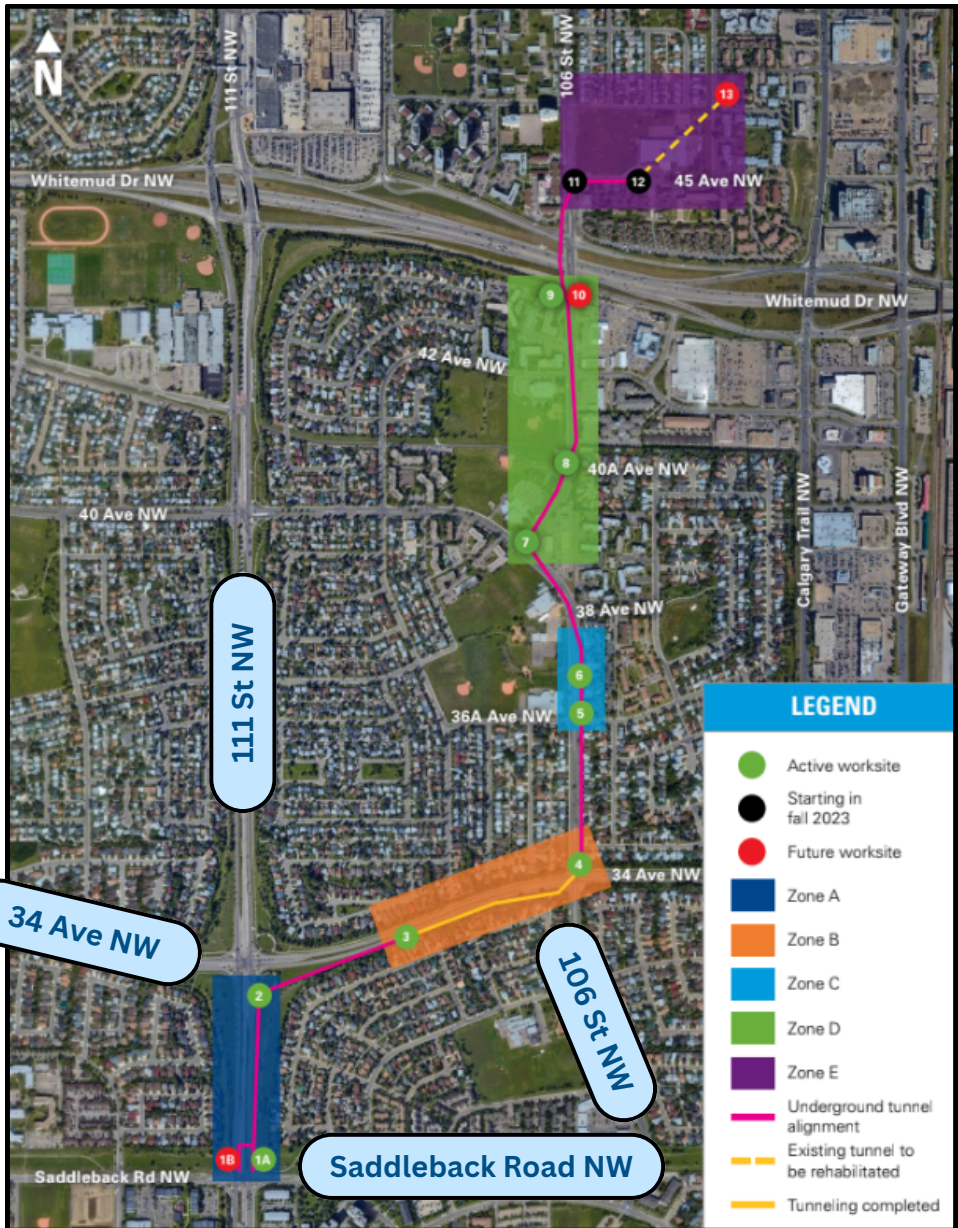 N
111 St NW
106 St NW
13
Whitemud Dr NW
11
12
45 Ave NW
9
10
Whitemud Dr NW
42 Ave NW
8
40A Ave NW
40 Ave NW
7
Calgary Trail NW
Gateway Blvd NW
38 Ave NW
111 St NW
6
36A Ave NW
5
4
34 Ave NW
34 Ave NW
3
2
106 St NW
1B
1A
Saddleback Rd NW
Saddleback Road NW
LEGEND
Active worksite
Starting in
fall 2023
Future worksite
Zone A
Zone B
Zone C
Zone D
Zone E
Underground tunnel
alignment
Existing tunnel to
be rehabilitated
Tunneling completed